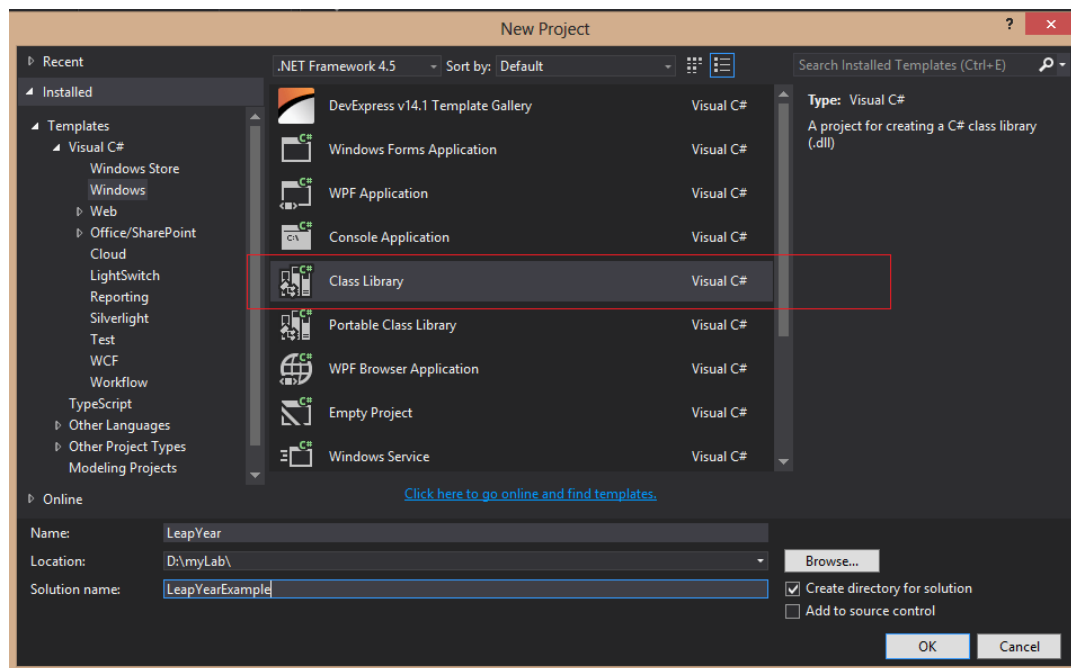 New Project
?
Recent
.NET Framework 4.5
Sort by: Default
Search Installed Templates (Ctrl+E)
Installed
Templates
Visual C#
Windows Store
Windows
Web
Office/SharePoint
Cloud
LightSwitch
Reporting
Silverlight
Test
WCF
Workflow
TypeScript
Other Languages
Other Project Types
Modeling Projects
Online
DevExpress v14.1 Template Gallery Visual C#
C#
Windows Forms Application Visual C#
C#
WPF Application Visual C#
C#
C:\
Console Application Visual C#
C#
Class Library Visual C#
C#
Portable Class Library Visual C#
C#
WPF Browser Application Visual C#
C#
Empty Project Visual C#
C#
Windows Service Visual C#
Type: Visual C#
A project for creating a C# class library
(.dll)
Click here to go online and find templates.
Name: LeapYear
Location: D:\myLab\
Browse...
Solution name: LeapYearExample
Create directory for solution
Add to source control
OK
Cancel